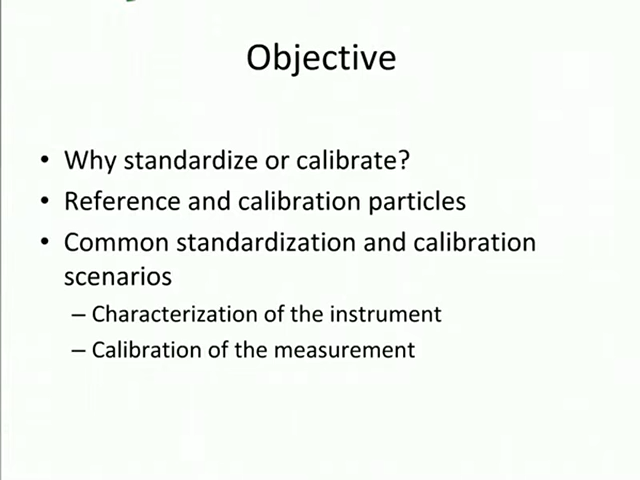 Objective
• Why standardize or calibrate?
• Reference and calibration particles
• Common standardization and calibration
scenarios
– Characterization of the instrument
– Calibration of the measurement